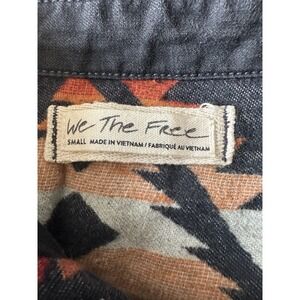 We The Free
SMALL MADE IN VIETNAM / FABRIQUÉ AU VIETNAM